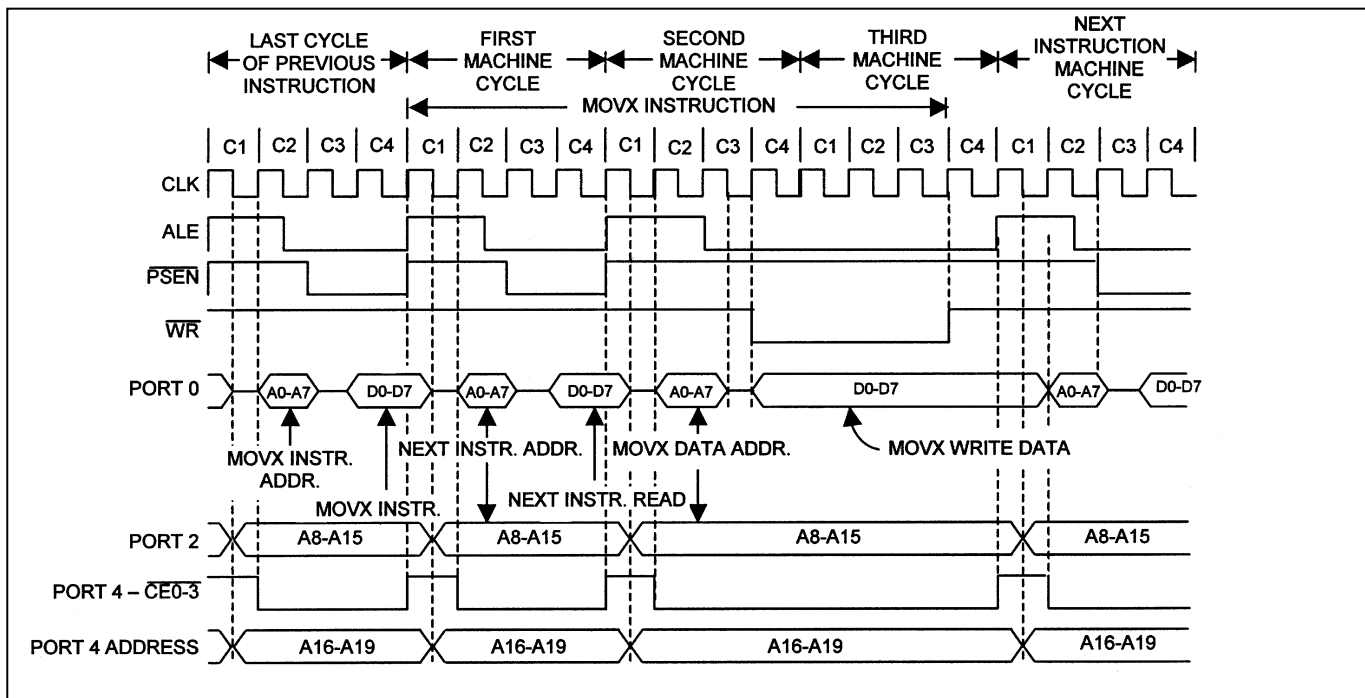 LAST CYCLE
OF PREVIOUS
INSTRUCTION
FIRST
MACHINE
CYCLE
SECOND
MACHINE
CYCLE
THIRD
MACHINE
CYCLE
NEXT
INSTRUCTION
MACHINE
CYCLE
MOVX INSTRUCTION
C1 C2 C3 C4 C1 C2 C3 C4 C1 C2 C3 C4 C1 C2 C3 C4 C1 C2 C3 C4
CLK
ALE
PSEN
WR
PORT 0 A0-A7 D0-D7 A0-A7 D0-D7 A0-A7 D0-D7 A0-A7 D0-D7
MOVX INSTR.
ADDR.
NEXT INSTR. ADDR.
MOVX DATA ADDR.
MOVX WRITE DATA
MOVX INSTR.
NEXT INSTR. READ
PORT 2 A8-A15 A8-A15 A8-A15 A8-A15
PORT 4 – CE0-3
PORT 4 ADDRESS A16-A19 A16-A19 A16-A19 A16-A19